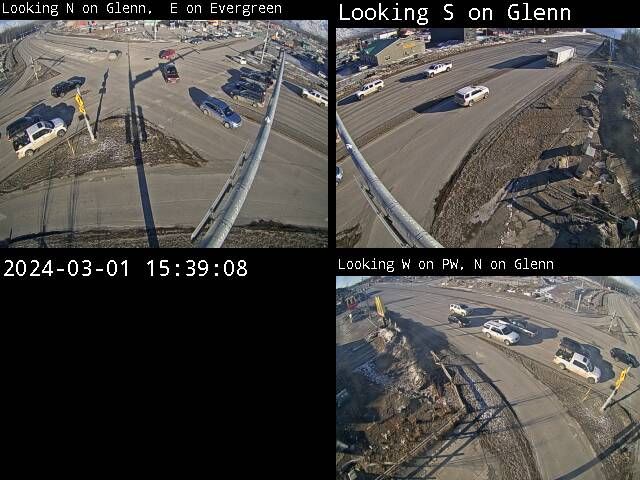 Looking N on Glenn,  E on Evergreen
Looking S on Glenn
2024-03-01 15:39:08
Looking W on PW, N on Glenn